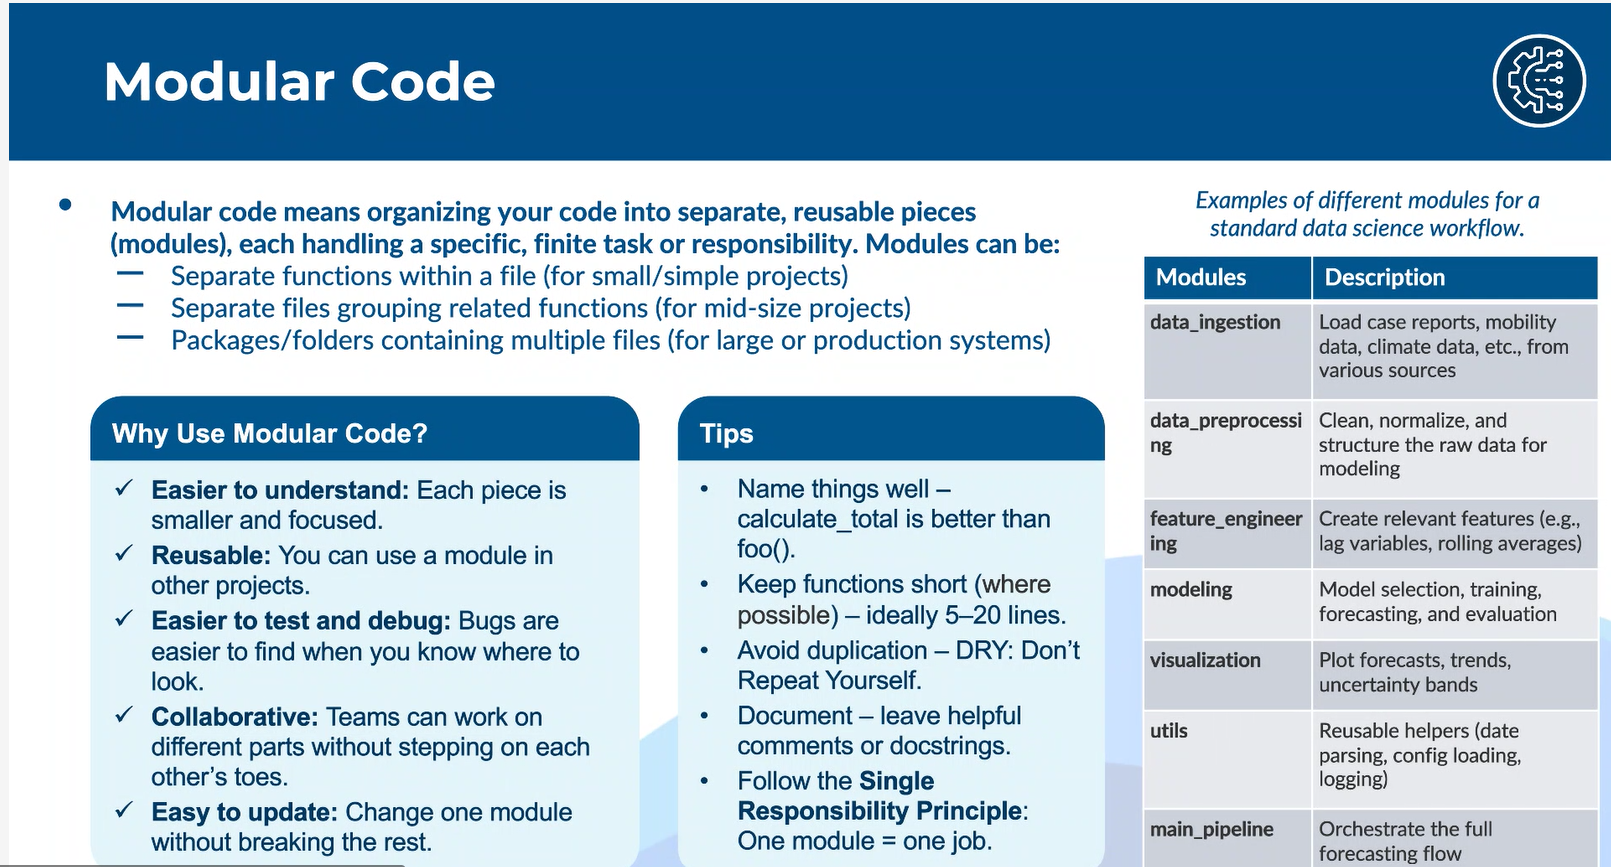 Modular Code
• Modular code means organizing your code into separate, reusable pieces
(modules), each handling a specific, finite task or responsibility. Modules can be:
— Separate functions within a file (for small/simple projects)
— Separate files grouping related functions (for mid-size projects)
— Packages/folders containing multiple files (for large or production systems)
Why Use Modular Code?
✓ Easier to understand: Each piece is
smaller and focused.
✓ Reusable: You can use a module in
other projects.
✓ Easier to test and debug: Bugs are
easier to find when you know where to
look.
✓ Collaborative: Teams can work on
different parts without stepping on each
other’s toes.
✓ Easy to update: Change one module
without breaking the rest.
Tips
• Name things well –
calculate_total is better than
foo().
• Keep functions short (where
possible) – ideally 5–20 lines.
• Avoid duplication – DRY: Don’t
Repeat Yourself.
• Document – leave helpful
comments or docstrings.
• Follow the Single
Responsibility Principle:
One module = one job.
Examples of different modules for a
standard data science workflow.
Modules Description
data_ingestion Load case reports, mobility
data, climate data, etc., from
various sources
data_preprocessi Clean, normalize, and
ng structure the raw data for
modeling
feature_engineer Create relevant features (e.g.,
ing lag variables, rolling averages)
modeling Model selection, training,
forecasting, and evaluation
visualization Plot forecasts, trends,
uncertainty bands
utils Reusable helpers (date
parsing, config loading,
logging)
main_pipeline Orchestrate the full
forecasting flow